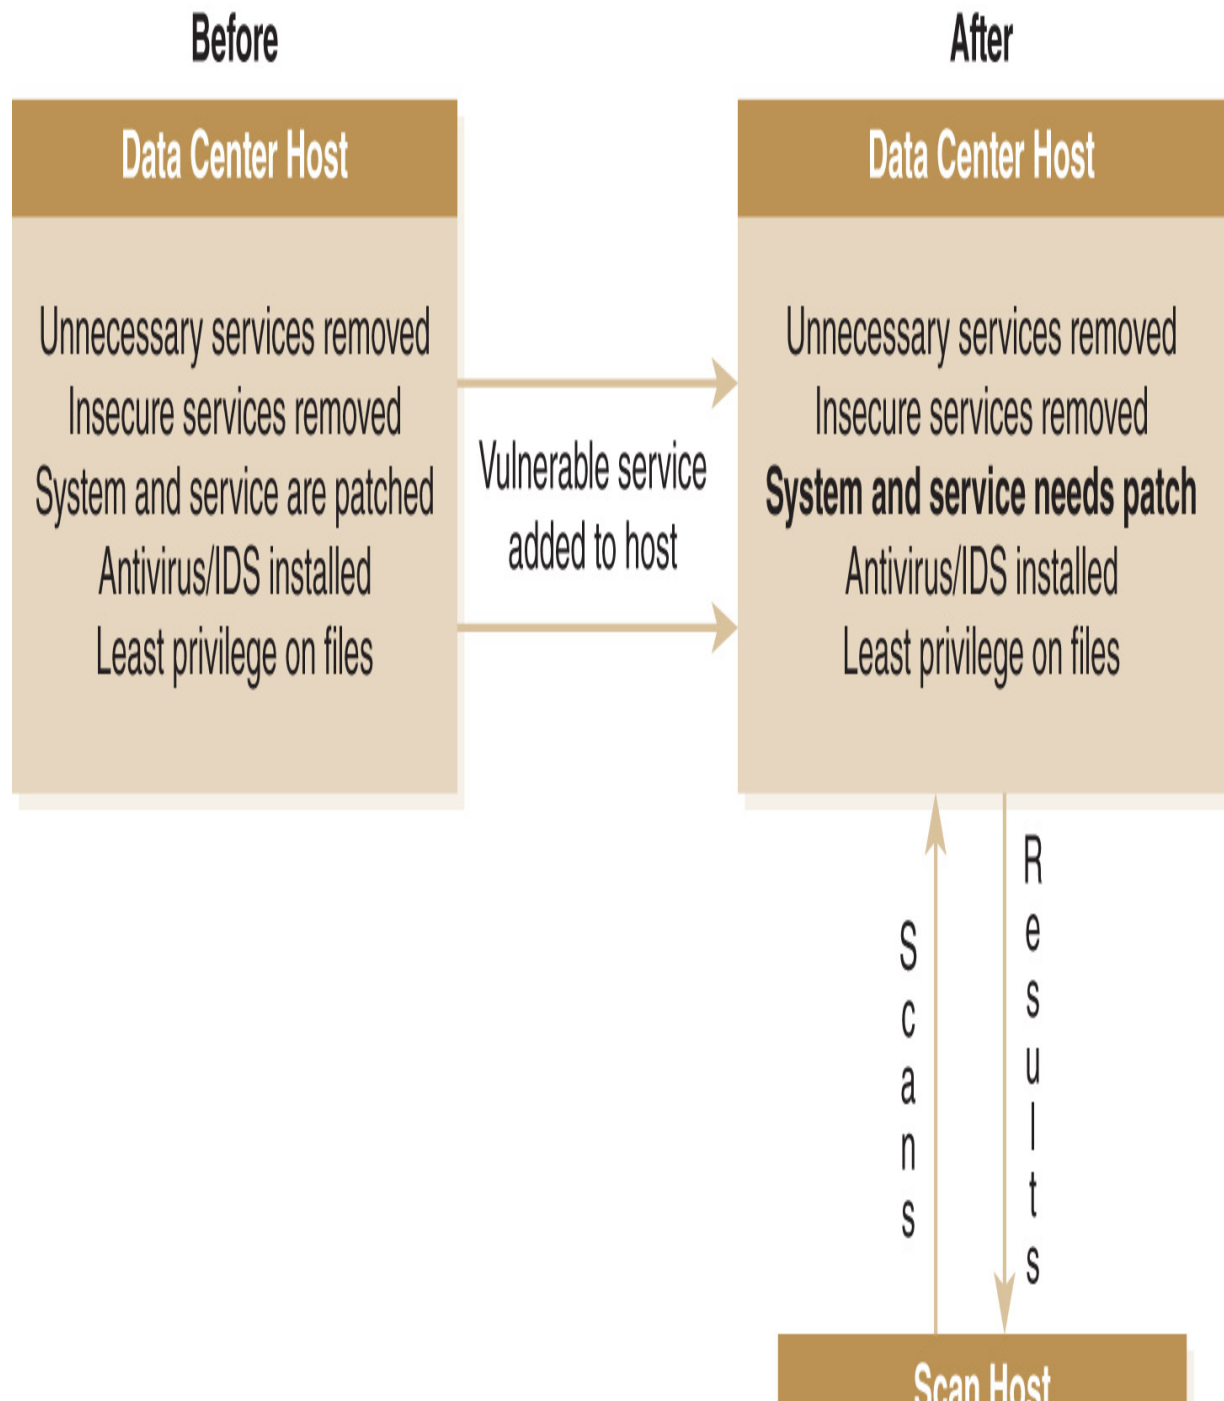 Before
Data Center Host
Unnecessary services removed
Insecure services removed
System and service are patched
Antivirus/IDS installed
Least privilege on files
Vulnerable service
added to host
After
Data Center Host
Unnecessary services removed
Insecure services removed
System and service needs patch
Antivirus/IDS installed
Least privilege on files
Scans
Results
Scan Host